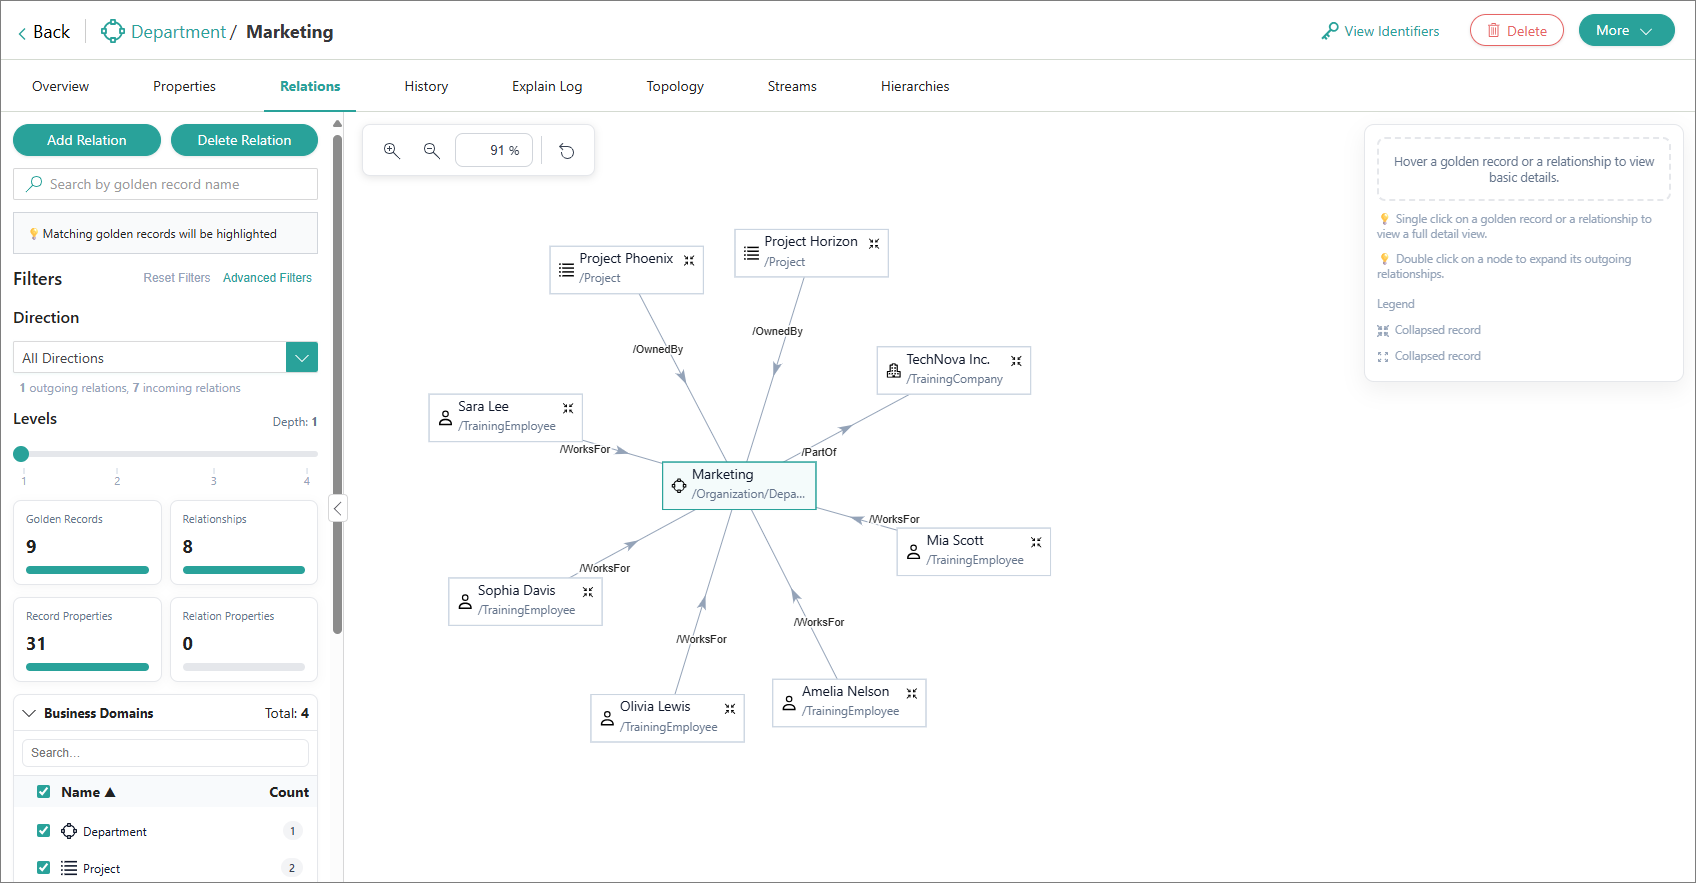 Back
Department / Marketing
View Identifiers
Delete
More
Overview
Properties
Relations
History
Explain Log
Topology
Streams
Hierarchies
Add Relation
Delete Relation
Search by golden record name
Matching golden records will be highlighted
Filters
Reset Filters
Advanced Filters
Direction
All Directions
1 outgoing relations, 7 incoming relations
Levels
Depth: 1
1 2 3 4
Golden Records
9
Relationships
8
Record Properties
31
Relation Properties
0
Business Domains
Total: 4
Search...
Name ▲ Count
Department 1
Project 2
91 %
Project Phoenix
/Project
Project Horizon
/Project
/OwnedBy
/OwnedBy
TechNova Inc.
/TrainingCompany
Sara Lee
/TrainingEmployee
/WorksFor
/PartOf
Marketing
/Organization/Depa...
/WorksFor
Mia Scott
/TrainingEmployee
/WorksFor
Sophia Davis
/TrainingEmployee
/WorksFor
/WorksFor
Amelia Nelson
/TrainingEmployee
Olivia Lewis
/TrainingEmployee
Hover a golden record or a relationship to view
basic details.
Single click on a golden record or a relationship to
view a full detail view.
Double click on a node to expand its outgoing
relationships.
Legend
Collapsed record
Collapsed record